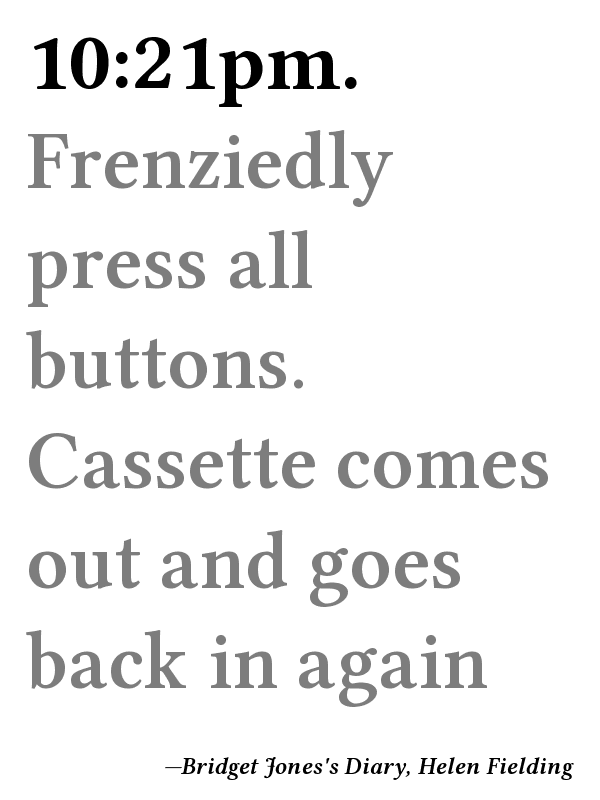 10:21pm.
Frenziedly
press all
buttons.
Cassette comes
out and goes
back in again
—Bridget Jones's Diary, Helen Fielding